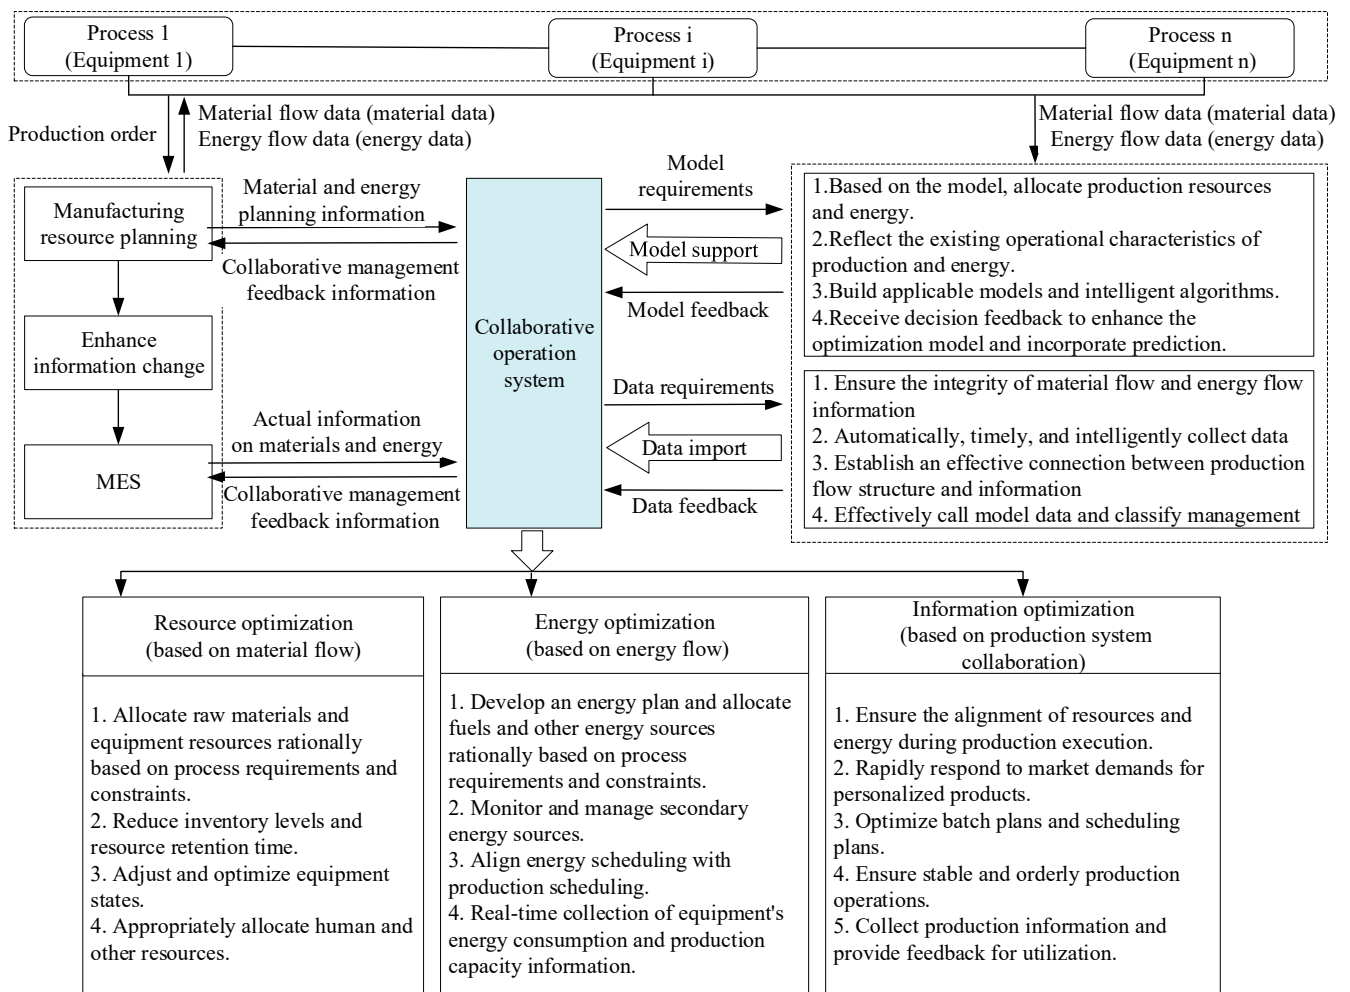 Process 1
(Equipment 1)
Process i
(Equipment i)
Process n
(Equipment n)
Production order
Material flow data (material data)
Energy flow data (energy data)
Material flow data (material data)
Energy flow data (energy data)
Manufacturing
resource planning
Enhance
information change
MES
Material and energy
planning information
Collaborative management
feedback information
Actual information
on materials and energy
Collaborative management
feedback information
Collaborative
operation
system
Model
requirements
Model support
Model feedback
Data requirements
Data import
Data feedback
1.Based on the model, allocate production resources
and energy.
2.Reflect the existing operational characteristics of
production and energy.
3.Build applicable models and intelligent algorithms.
4.Receive decision feedback to enhance the
optimization model and incorporate prediction.
1. Ensure the integrity of material flow and energy flow
information
2. Automatically, timely, and intelligently collect data
3. Establish an effective connection between production
flow structure and information
4. Effectively call model data and classify management
Resource optimization
(based on material flow)
1. Allocate raw materials and
equipment resources rationally
based on process requirements and
constraints.
2. Reduce inventory levels and
resource retention time.
3. Adjust and optimize equipment
states.
4. Appropriately allocate human and
other resources.
Energy optimization
(based on energy flow)
1. Develop an energy plan and allocate
fuels and other energy sources
rationally based on process
requirements and constraints.
2. Monitor and manage secondary
energy sources.
3. Align energy scheduling with
production scheduling.
4. Real-time collection of equipment's
energy consumption and production
capacity information.
Information optimization
(based on production system
collaboration)
1. Ensure the alignment of resources and
energy during production execution.
2. Rapidly respond to market demands for
personalized products.
3. Optimize batch plans and scheduling
plans.
4. Ensure stable and orderly production
operations.
5. Collect production information and
provide feedback for utilization.